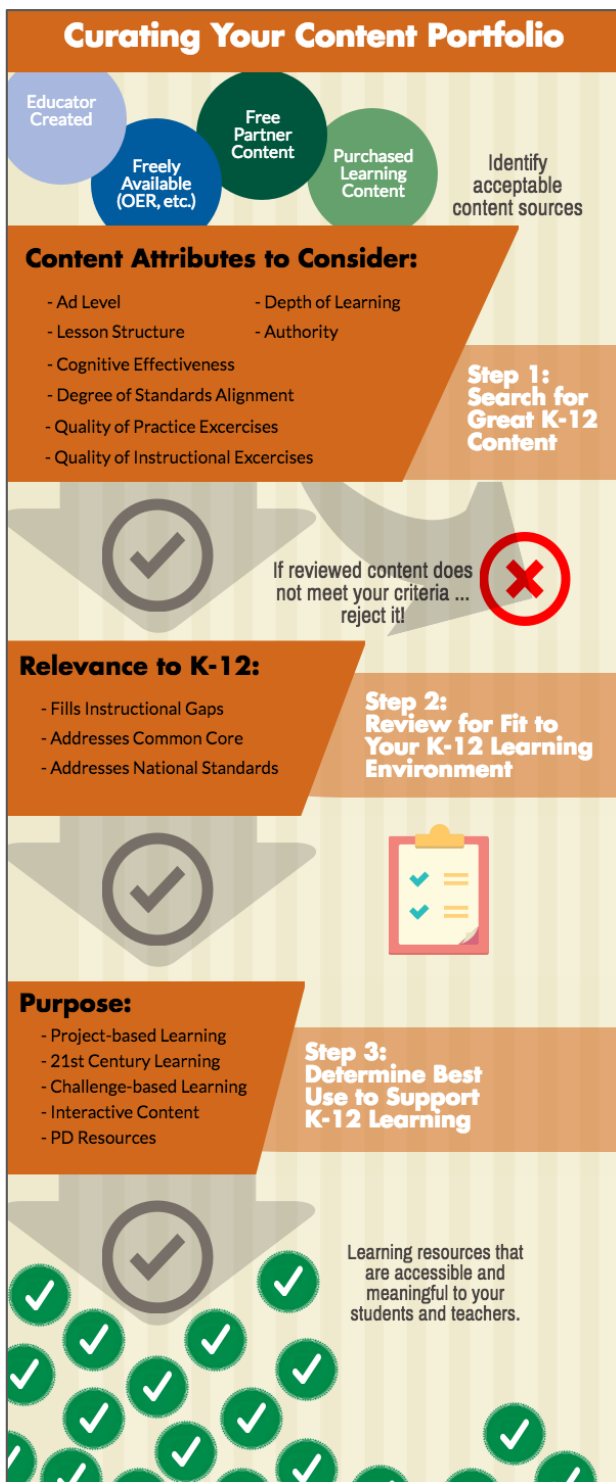 Curating Your Content Portfolio
Educator
Created
Freely
Available
(OER, etc.)
Free
Partner
Content
Purchased
Learning
Content
Identify
acceptable
content sources
Content Attributes to Consider:
- Ad Level
- Depth of Learning
- Lesson Structure
- Authority
- Cognitive Effectiveness
- Degree of Standards Alignment
- Quality of Practice Excercises
- Quality of Instructional Excercises
Step 1:
Search for
Great K-12
Content
If reviewed content does
not meet your criteria ...
reject it!
Relevance to K-12:
- Fills Instructional Gaps
- Addresses Common Core
- Addresses National Standards
Step 2:
Review for Fit to
Your K-12 Learning
Environment
Purpose:
- Project-based Learning
- 21st Century Learning
- Challenge-based Learning
- Interactive Content
- PD Resources
Step 3:
Determine Best
Use to Support
K-12 Learning
Learning resources that
are accessible and
meaningful to your
students and teachers.